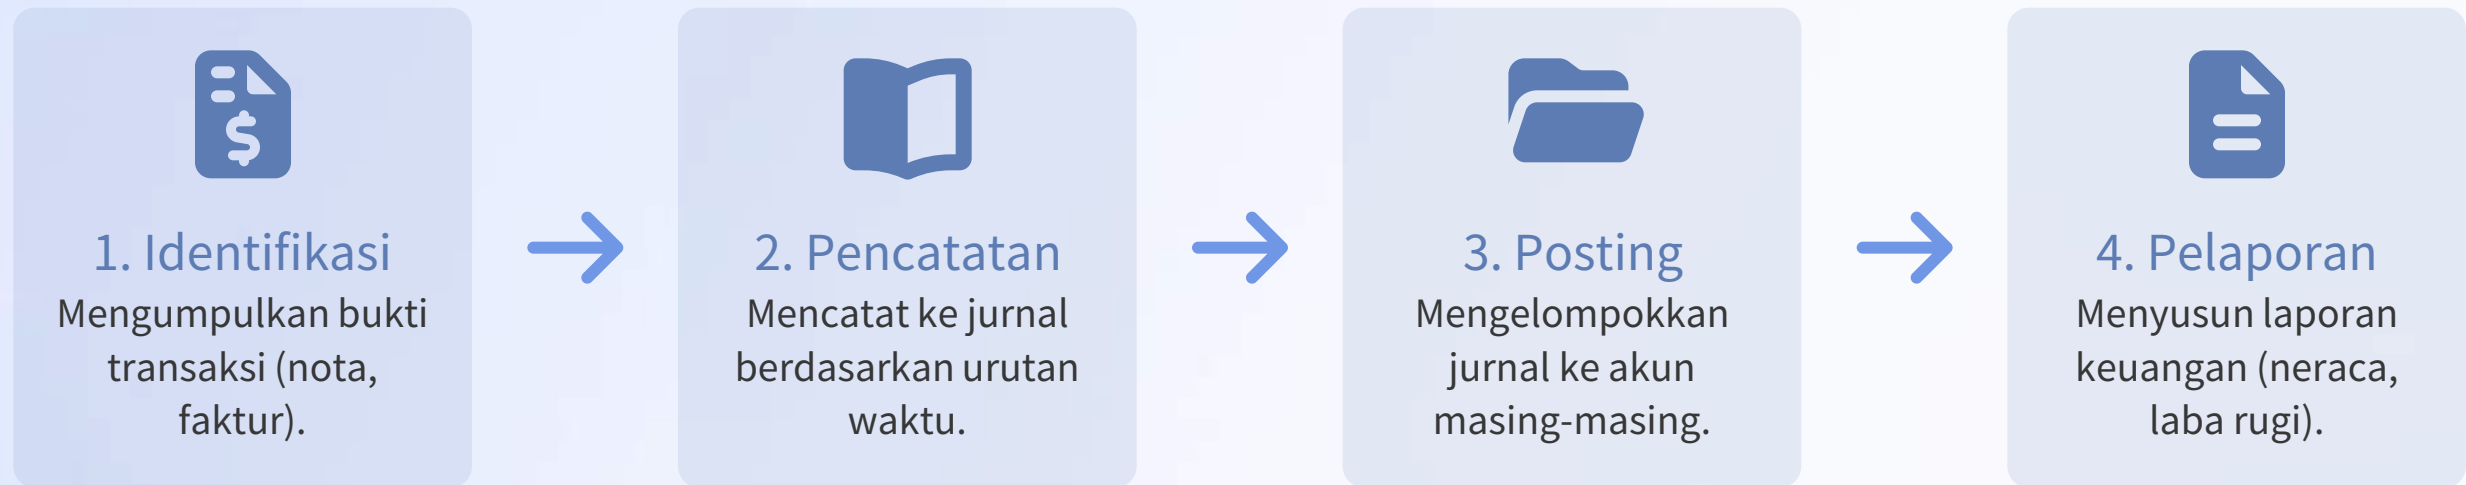 1. Identifikasi
Mengumpulkan bukti
transaksi (nota,
faktur).
2. Pencatatan
Mencatat ke jurnal
berdasarkan urutan
waktu.
3. Posting
Mengelompokkan
jurnal ke akun
masing-masing.
4. Pelaporan
Menyusun laporan
keuangan (neraca,
laba rugi).